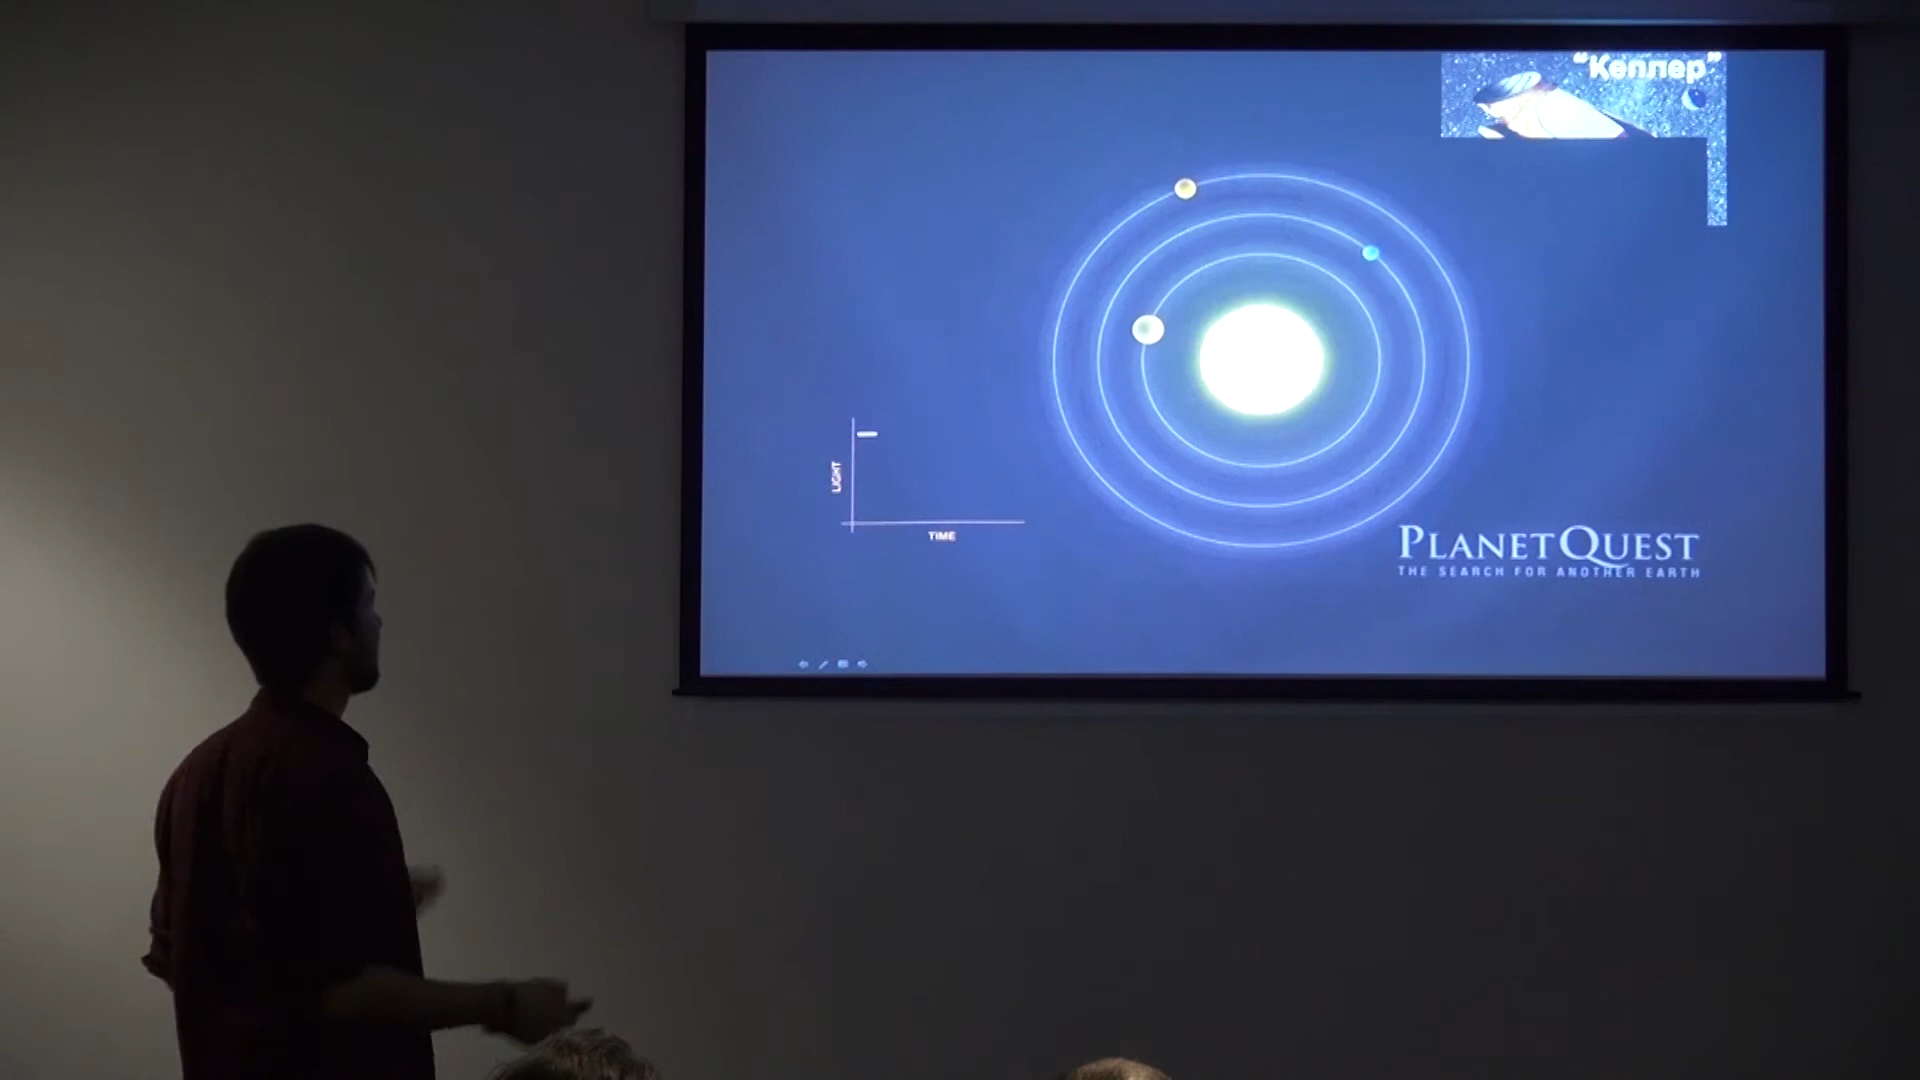 “Кеплер”
LIGHT
TIME
PLANETQUEST
THE SEARCH FOR ANOTHER EARTH